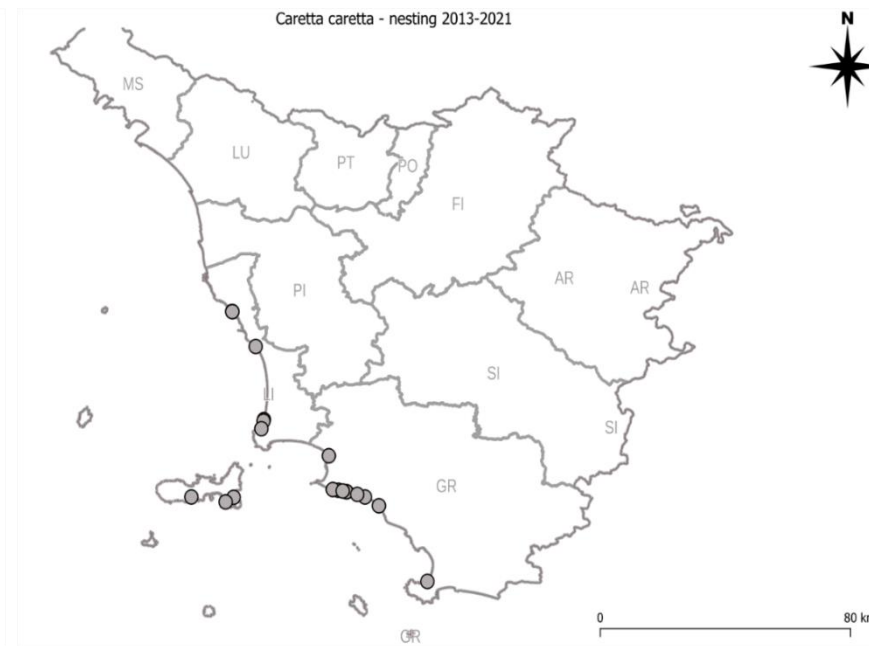 Caretta caretta - nesting 2013-2021
N
MS
LU
PT
PO
FI
PI
AR
AR
LI
SI
SI
GR
GR
0
80 km